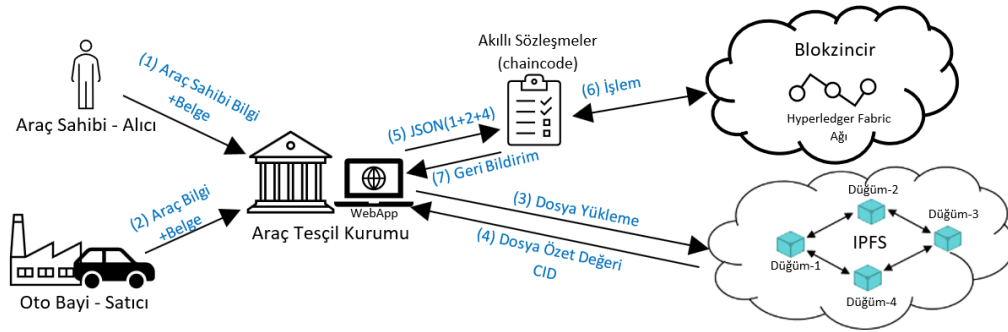 Akıllı Sözleşmeler
(chaincode)
Blokzincir
Hyperledger Fabric
Ağı
(1) Araç Sahibi Bilgi
+Belge
(6) İşlem
Araç Sahibi - Alıcı
(5) JSON(1+2+4)
(7) Geri Bildirim
(2) Araç Bilgi
+Belge
WebApp
Araç Tesçil Kurumu
(3) Dosya Yükleme
(4) Dosya Özet Değeri
CID
Düğüm-2
Düğüm-3
IPFS
Düğüm-1
Düğüm-4
Oto Bayi - Satıcı